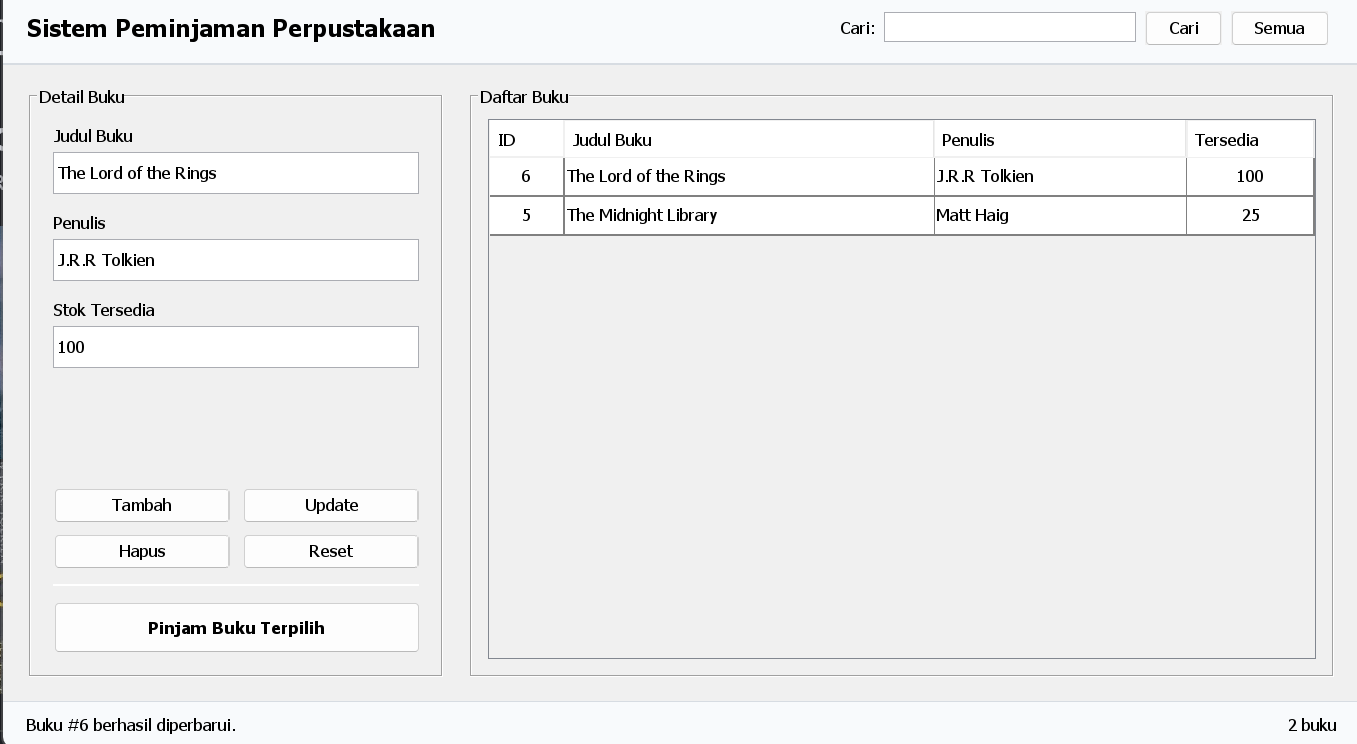 Sistem Peminjaman Perpustakaan
Cari:
Cari
Semua
Detail Buku
Judul Buku
The Lord of the Rings
Penulis
J.R.R Tolkien
Stok Tersedia
100
Tambah
Update
Hapus
Reset
Pinjam Buku Terpilih
Daftar Buku
ID Judul Buku Penulis Tersedia
6 The Lord of the Rings J.R.R Tolkien 100
5 The Midnight Library Matt Haig 25
Buku #6 berhasil diperbarui.
2 buku